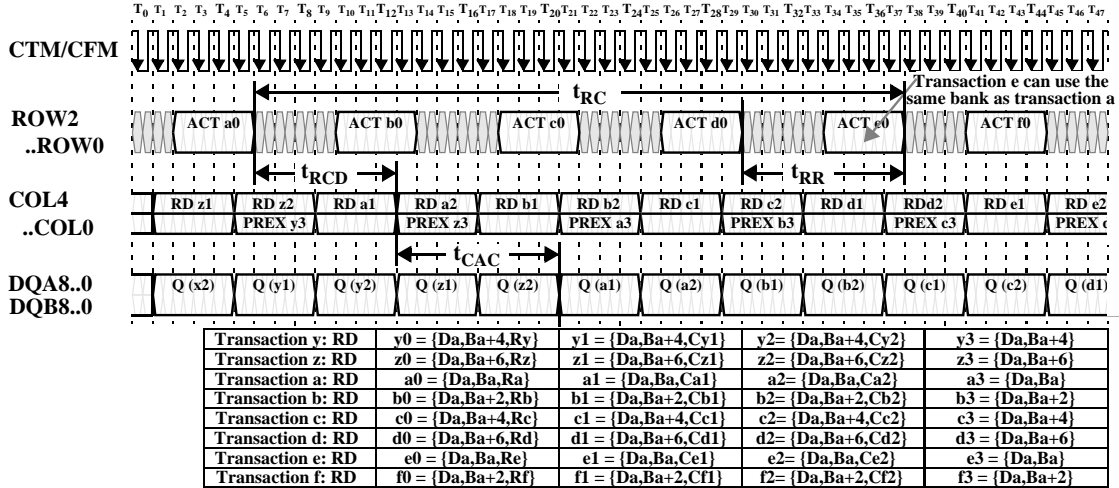 T0 T1 T2 T3 T4 T5 T6 T7 T8 T9 T10 T11 T12 T13 T14 T15 T16 T17 T18 T19 T20 T21 T22 T23 T24 T25 T26 T27 T28 T29 T30 T31 T32 T33 T34 T35 T36 T37 T38 T39 T40 T41 T42 T43 T44 T45 T46 T47
CTM/CFM
Transaction e can use the
same bank as transaction a
tRC
ROW2 ACT a0 ACT b0 ACT c0 ACT d0 ACT e0 ACT f0
..ROW0
tRCD tRR
COL4 RD z1 RD z2 RD a1 RD a2 RD b1 RD b2 RD c1 RD c2 RD d1 RDd2 RD e1 RD e2
..COL0 PREX y3 PREX z3 PREX a3 PREX b3 PREX c3 PREX d
tCAC
DQA8..0 Q (x2) Q (y1) Q (y2) Q (z1) Q (z2) Q (a1) Q (a2) Q (b1) Q (b2) Q (c1) Q (c2) Q (d1)
DQB8..0
Transaction y: RD y0 = {Da,Ba+4,Ry} y1 = {Da,Ba+4,Cy1} y2= {Da,Ba+4,Cy2} y3 = {Da,Ba+4}
Transaction z: RD z0 = {Da,Ba+6,Rz} z1 = {Da,Ba+6,Cz1} z2= {Da,Ba+6,Cz2} z3 = {Da,Ba+6}
Transaction a: RD a0 = {Da,Ba,Ra} a1 = {Da,Ba,Ca1} a2= {Da,Ba,Ca2} a3 = {Da,Ba}
Transaction b: RD b0 = {Da,Ba+2,Rb} b1 = {Da,Ba+2,Cb1} b2= {Da,Ba+2,Cb2} b3 = {Da,Ba+2}
Transaction c: RD c0 = {Da,Ba+4,Rc} c1 = {Da,Ba+4,Cc1} c2= {Da,Ba+4,Cc2} c3 = {Da,Ba+4}
Transaction d: RD d0 = {Da,Ba+6,Rd} d1 = {Da,Ba+6,Cd1} d2= {Da,Ba+6,Cd2} d3 = {Da,Ba+6}
Transaction e: RD e0 = {Da,Ba,Re} e1 = {Da,Ba,Ce1} e2= {Da,Ba,Ce2} e3 = {Da,Ba}
Transaction f: RD f0 = {Da,Ba+2,Rf} f1 = {Da,Ba+2,Cf1} f2= {Da,Ba+2,Cf2} f3 = {Da,Ba+2}